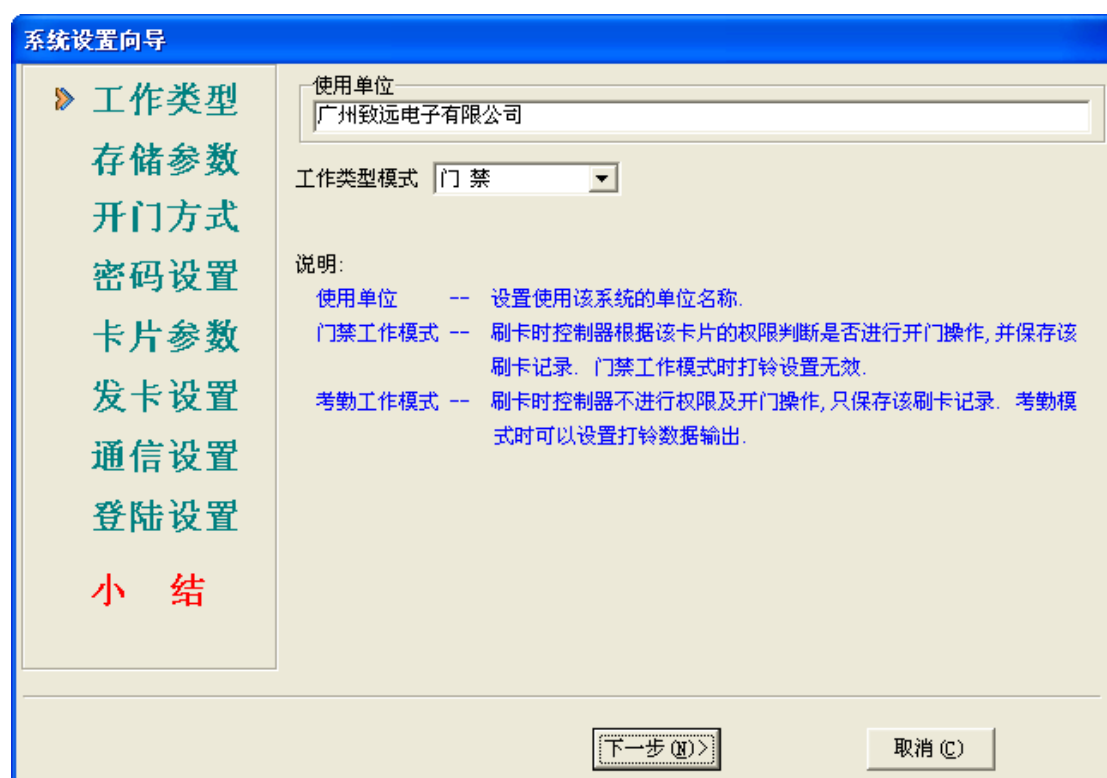 系统设置向导
工作类型
存储参数
开门方式
密码设置
卡片参数
发卡设置
通信设置
登陆设置
小 结
使用单位
广州致远电子有限公司
工作类型模式 门 禁
说明:
使用单位 -- 设置使用该系统的单位名称.
门禁工作模式 -- 刷卡时控制器根据该卡片的权限判断是否进行开门操作,并保存该
刷卡记录. 门禁工作模式时打铃设置无效.
考勤工作模式 -- 刷卡时控制器不进行权限及开门操作,只保存该刷卡记录. 考勤模
式时可以设置打铃数据输出.
下一步(N)> 取消(C)